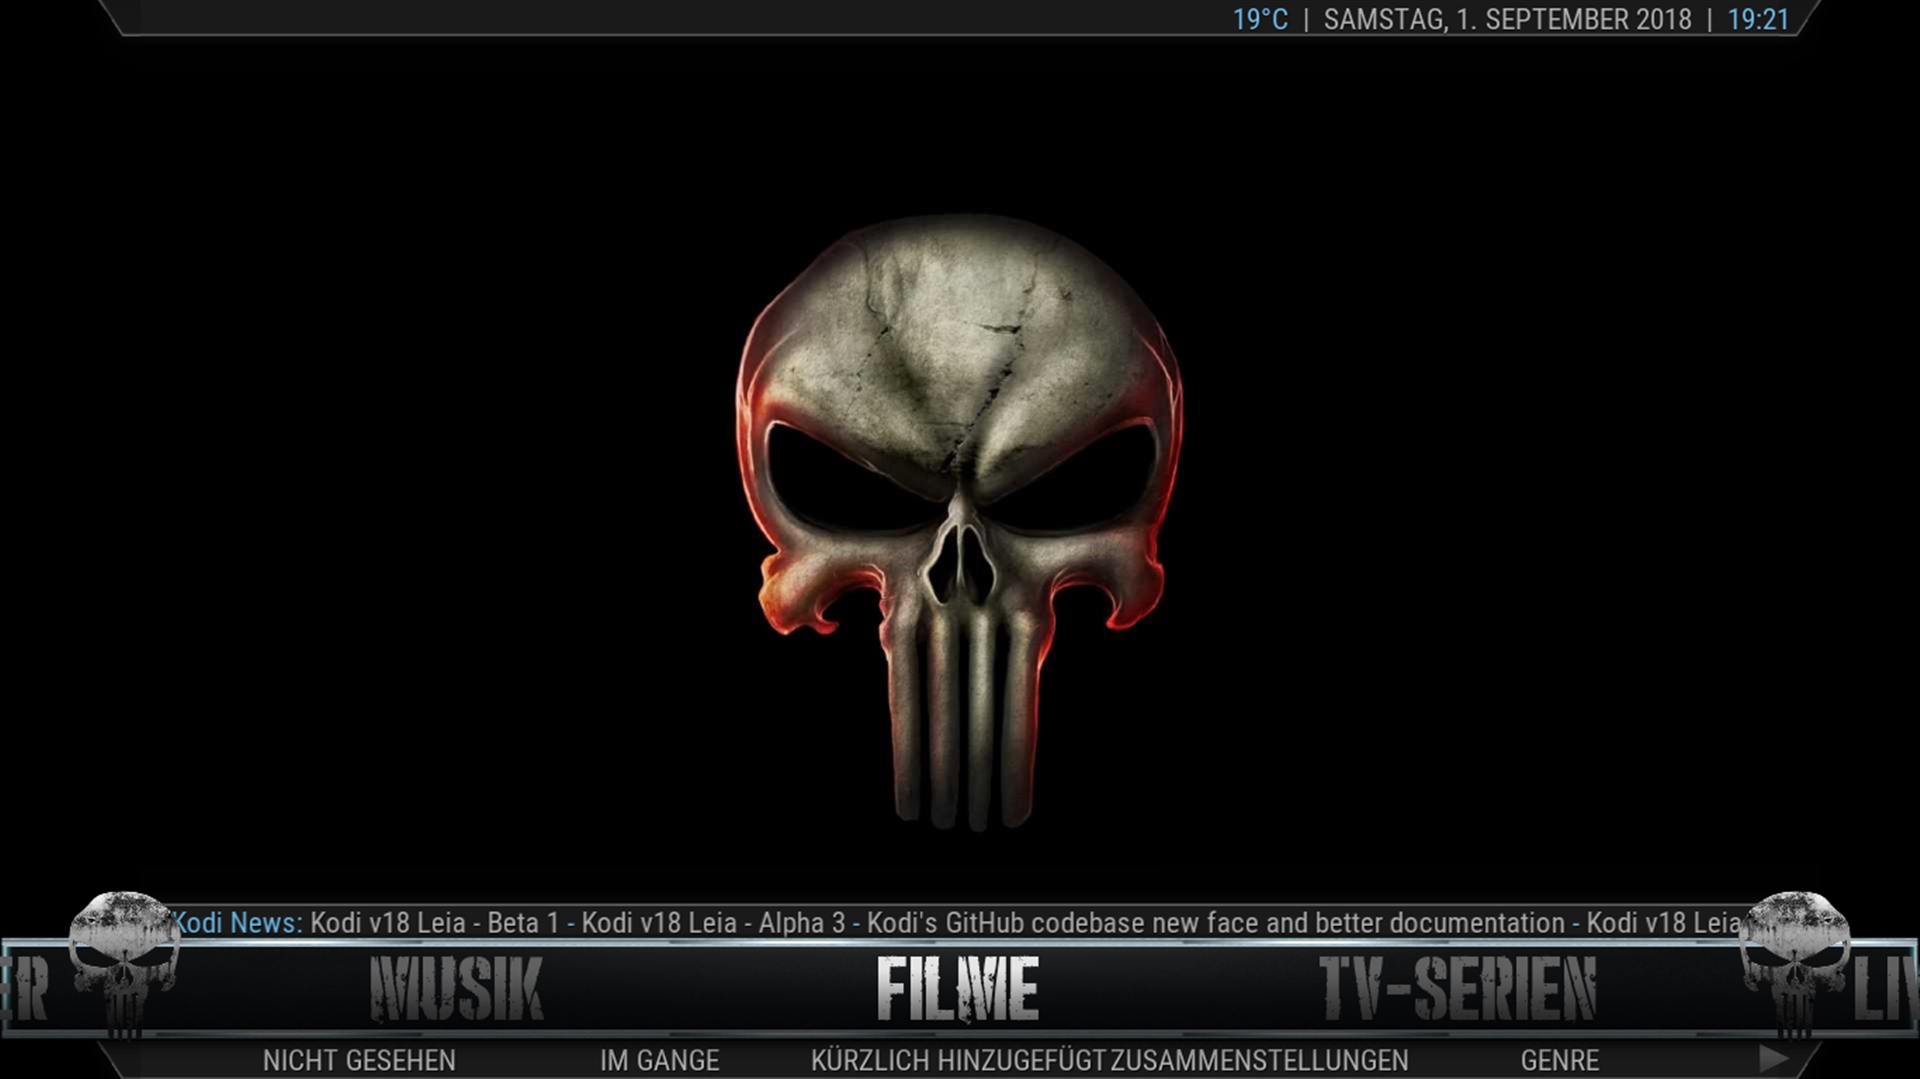 19°C | SAMSTAG, 1. SEPTEMBER 2018 | 19:21
Kodi News: Kodi v18 Leia - Beta 1 - Kodi v18 Leia - Alpha 3 - Kodi's GitHub codebase new face and better documentation - Kodi v18 Leia
ER MUSIK FILME TV-SERIEN LIV
NICHT GESEHEN IM GANGE KÜRZLICH HINZUGEFÜGT ZUSAMMENSTELLUNGEN GENRE